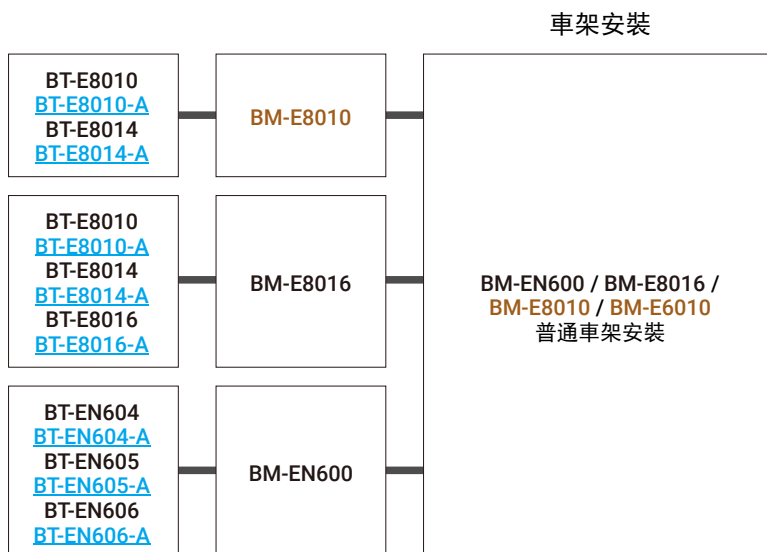 車架安裝
BT-E8010
BT-E8010-A
BT-E8014
BT-E8014-A
BM-E8010
BT-E8010
BT-E8010-A
BT-E8014
BT-E8014-A
BT-E8016
BT-E8016-A
BM-E8016
BT-EN604
BT-EN604-A
BT-EN605
BT-EN605-A
BT-EN606
BT-EN606-A
BM-EN600
BM-EN600 / BM-E8016 /
BM-E8010 / BM-E6010
普通車架安裝